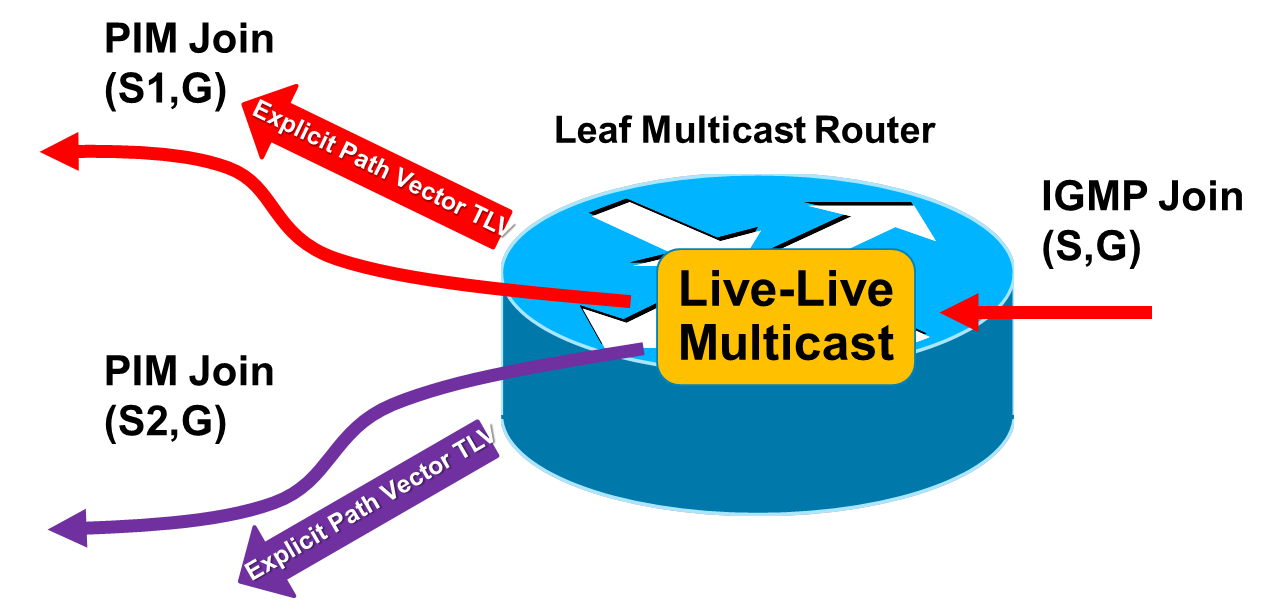 PIM Join
(S1,G)
Explicit Path Vector TLV
Leaf Multicast Router
IGMP Join
(S,G)
Live-Live
Multicast
PIM Join
(S2,G)
Explicit Path Vector TLV